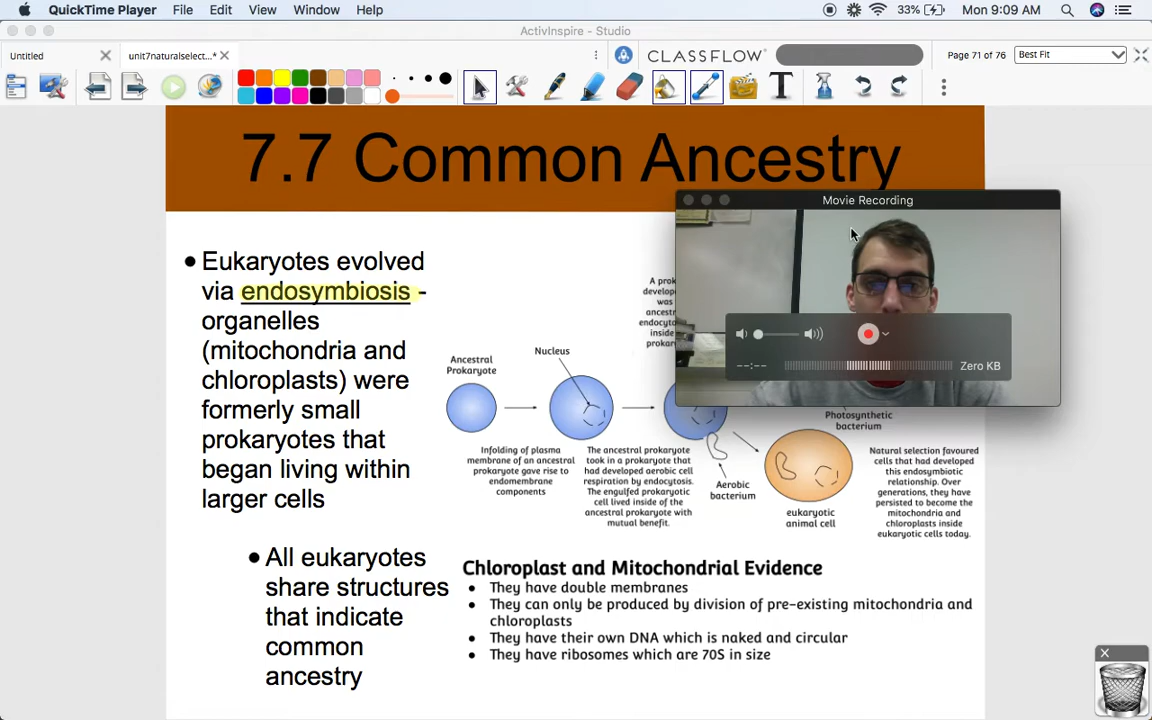 QuickTime Player File Edit View Window Help 33% Mon 9:09 AM
ActivInspire - Studio
Untitled
unit7naturalselect...*
CLASSFLOW
Page 71 of 76
Best Fit
7.7 Common Ancestry
Movie Recording
--:--
Zero KB
• Eukaryotes evolved
via endosymbiosis -
organelles
(mitochondria and
chloroplasts) were
formerly small
prokaryotes that
began living within
larger cells
• All eukaryotes
share structures
that indicate
common
ancestry
A
was
inside
Ancestral
Prokaryote
Nucleus
Infolding of plasma
membrane of an ancestral
prokaryote gave rise to
endomembrane
components
The ancestral prokaryote
took in a prokaryote that
had developed aerobic cell
respiration by endocytosis.
The engulfed prokaryotic
cell lived inside of the
ancestral prokaryote with
mutual benefit.
Aerobic
bacterium
Photosynthetic
bacterium
eukaryotic
animal cell
Natural selection favoured
cells that had developed
this endosymbiotic
relationship. Over
generations, they have
persisted to become the
mitochondria and
chloroplasts inside
eukaryotic cells today.
Chloroplast and Mitochondrial Evidence
• They have double membranes
• They can only be produced by division of pre-existing mitochondria and
chloroplasts
• They have their own DNA which is naked and circular
• They have ribosomes which are 70S in size